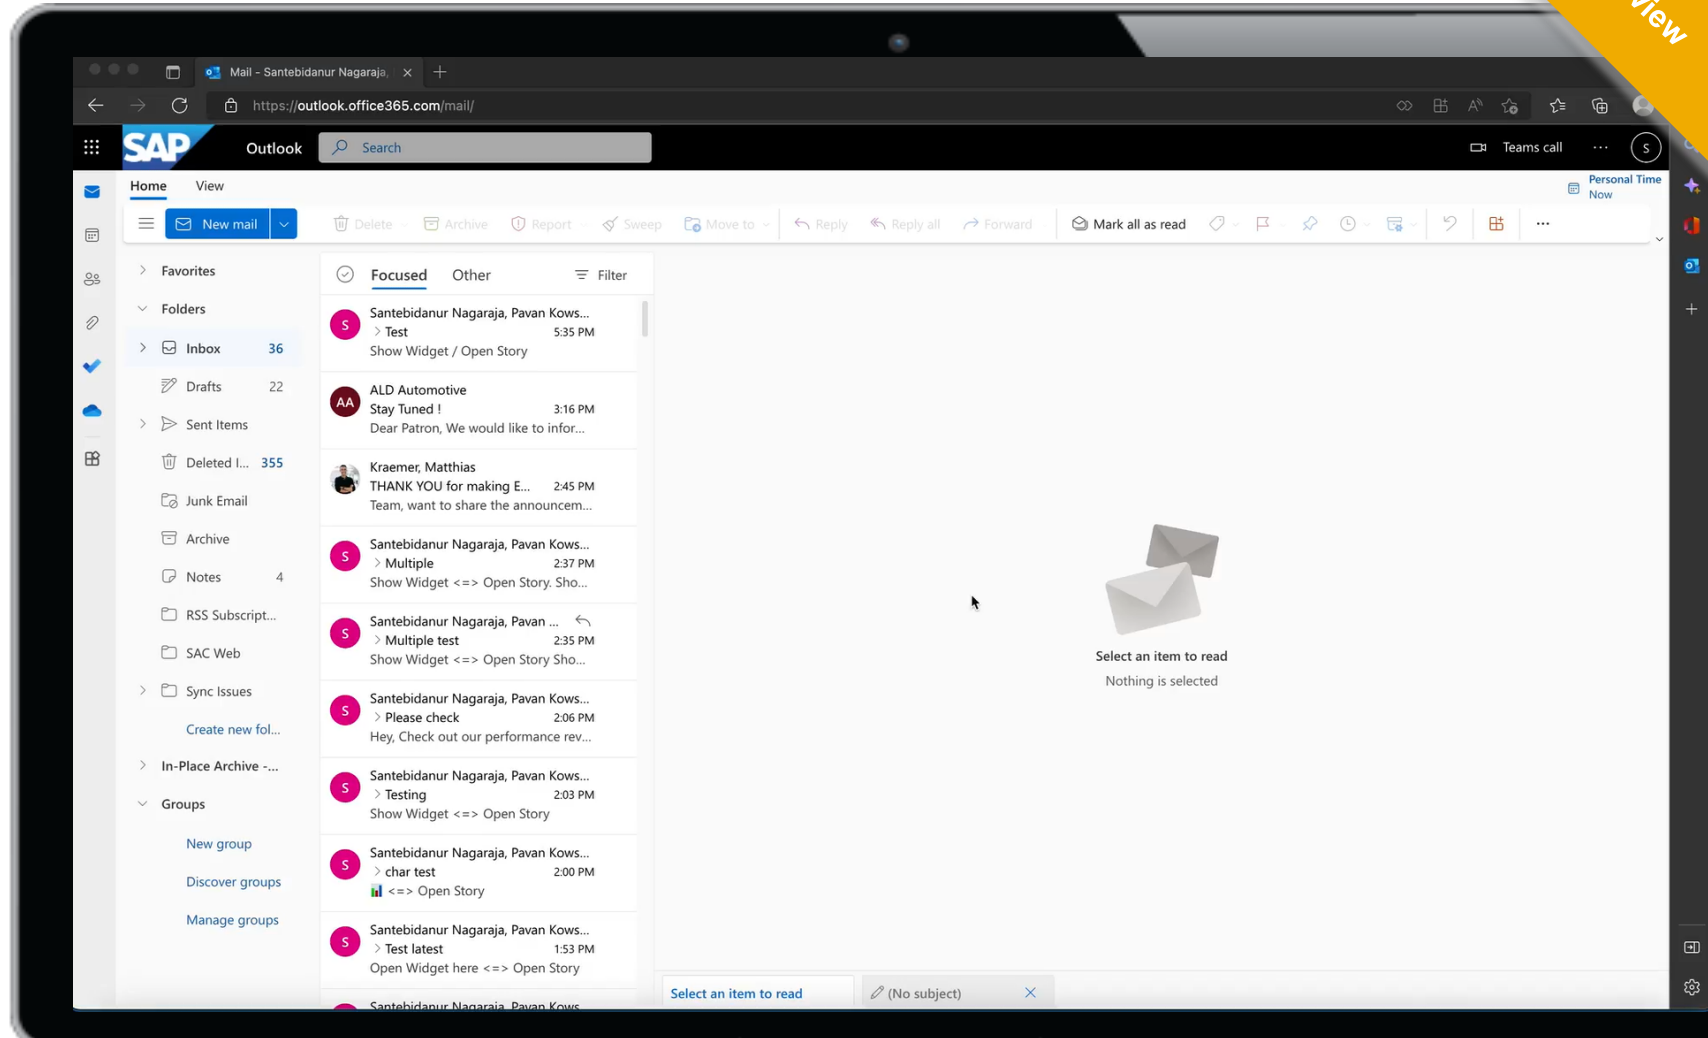 view
Mail - Santebidanur Nagaraja,
https://outlook.office365.com/mail/
SAP
Outlook
Search
Teams call
S
Home
View
Personal Time
Now
New mail
Delete
Archive
Report
Sweep
Move to
Reply
Reply all
Forward
Mark all as read
Favorites
Folders
Inbox 36
Drafts 22
Sent Items
Deleted I... 355
Junk Email
Archive
Notes 4
RSS Subscript...
SAC Web
Sync Issues
Create new fol...
In-Place Archive -...
Groups
New group
Discover groups
Manage groups
Focused
Other
Filter
S
Santebidanur Nagaraja, Pavan Kows...
Test 5:35 PM
Show Widget / Open Story
AA
ALD Automotive
Stay Tuned ! 3:16 PM
Dear Patron, We would like to infor...
Kraemer, Matthias
THANK YOU for making E... 2:45 PM
Team, want to share the announcem...
S
Santebidanur Nagaraja, Pavan Kows...
Multiple 2:37 PM
Show Widget <=> Open Story. Sho...
S
Santebidanur Nagaraja, Pavan ...
Multiple test 2:35 PM
Show Widget <=> Open Story Sho...
S
Santebidanur Nagaraja, Pavan Kows...
Please check 2:06 PM
Hey, Check out our performance rev...
S
Santebidanur Nagaraja, Pavan Kows...
Testing 2:03 PM
Show Widget <=> Open Story
S
Santebidanur Nagaraja, Pavan Kows...
char test 2:00 PM
<=> Open Story
S
Santebidanur Nagaraja, Pavan Kows...
Test latest 1:53 PM
Open Widget here <=> Open Story
Santebidanur Nagaraja, Pavan Kows
Select an item to read
Nothing is selected
Select an item to read
(No subject)